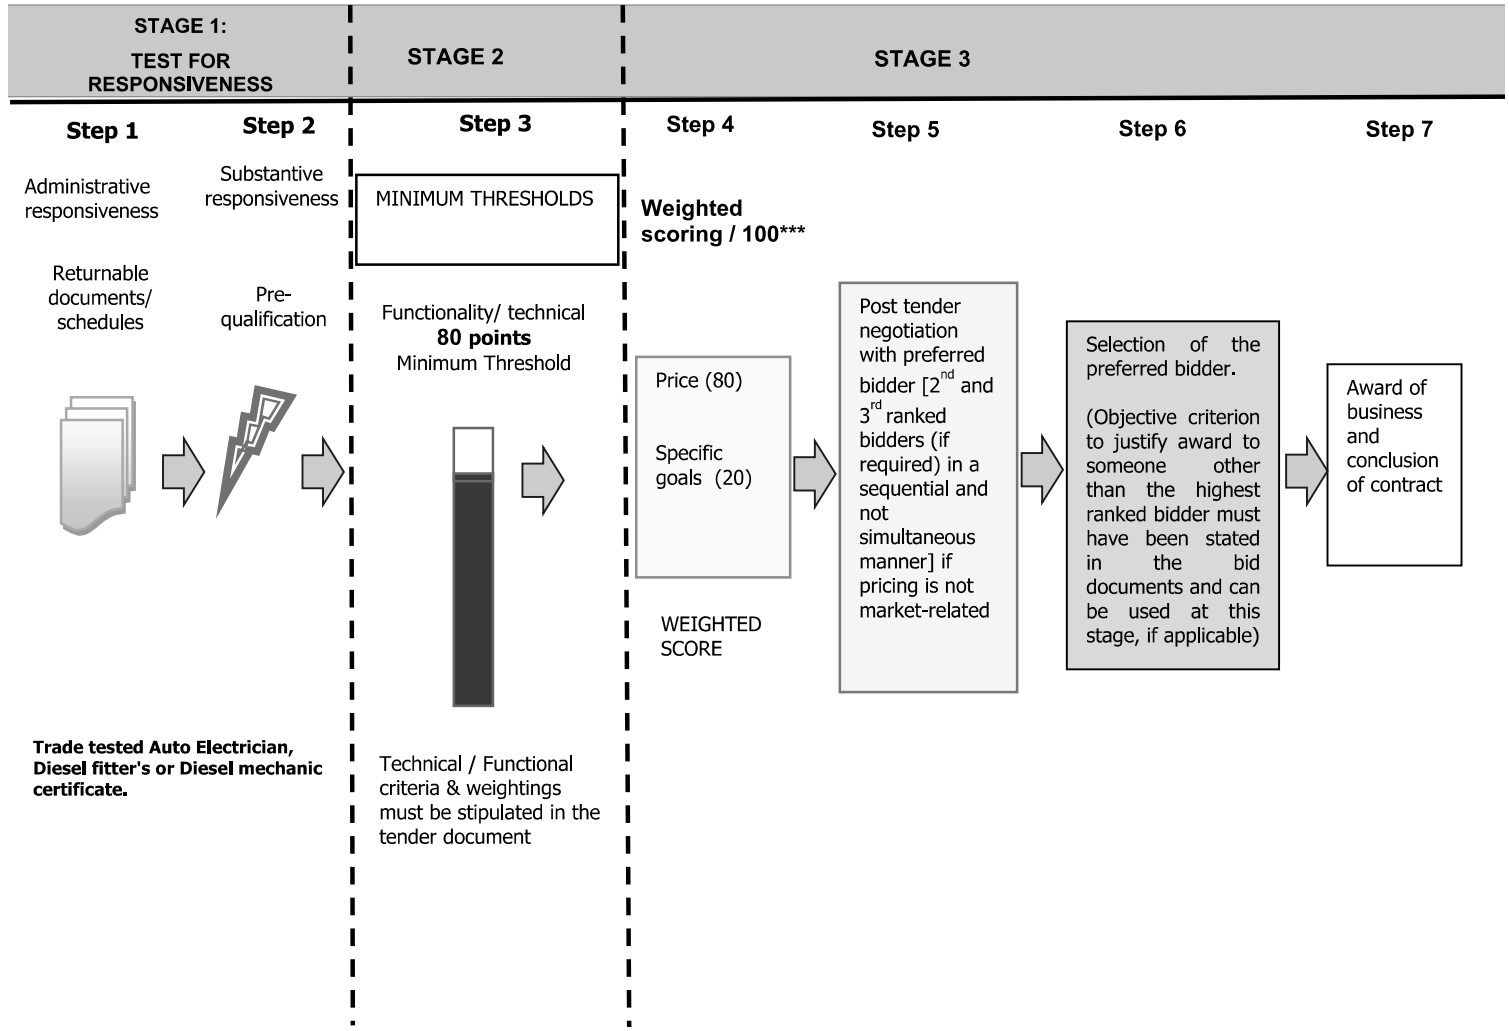 STAGE 1:
TEST FOR
RESPONSIVENESS
STAGE 2
STAGE 3
Step 1
Step 2
Step 3
Step 4
Step 5
Step 6
Step 7
Administrative
responsiveness
Returnable
documents/
schedules
Substantive
responsiveness
Pre-
qualification
Trade tested Auto Electrician,
Diesel fitter's or Diesel mechanic
certificate.
MINIMUM THRESHOLDS
Functionality/ technical
80 points
Minimum Threshold
Technical / Functional
criteria & weightings
must be stipulated in the
tender document
Weighted
scoring / 100***
Price (80)
Specific
goals (20)
WEIGHTED
SCORE
Post tender
negotiation
with preferred
bidder [2nd and
3rd ranked
bidders (if
required) in a
sequential and
not
simultaneous
manner] if
pricing is not
market-related
Selection of the
preferred bidder.
(Objective criterion
to justify award to
someone other
than the highest
ranked bidder must
have been stated
in the bid
documents and can
be used at this
stage, if applicable)
Award of
business
and
conclusion
of contract